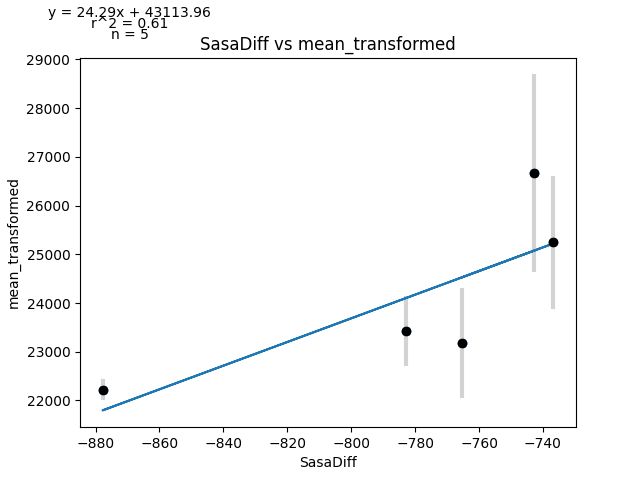 y = 24.29x + 43113.96
r^2 = 0.61
n = 5
SasaDiff vs mean_transformed
29000
28000
27000
26000
25000
24000
23000
22000
mean_transformed
−880
−860
−840
−820
−800
−780
−760
−740
SasaDiff